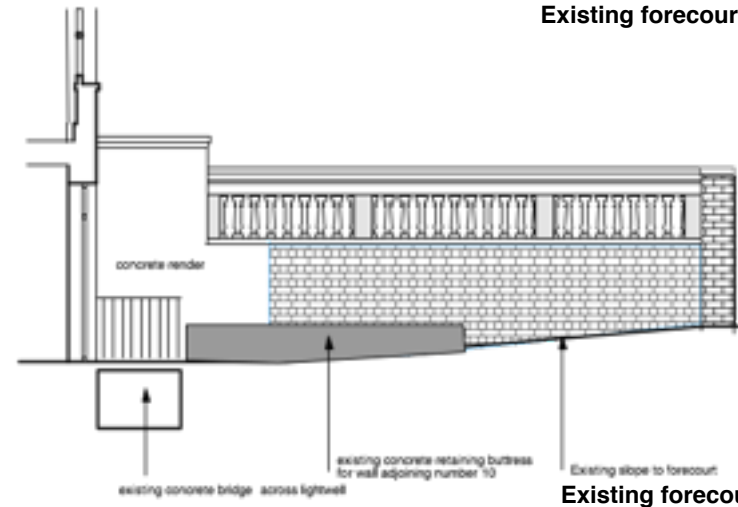 Existing forecour
concrete render
existing concrete retaining buttress
for wall adjoining number 10
Existing slope to forecourt
existing concrete bridge across lightwell
Existing forecou